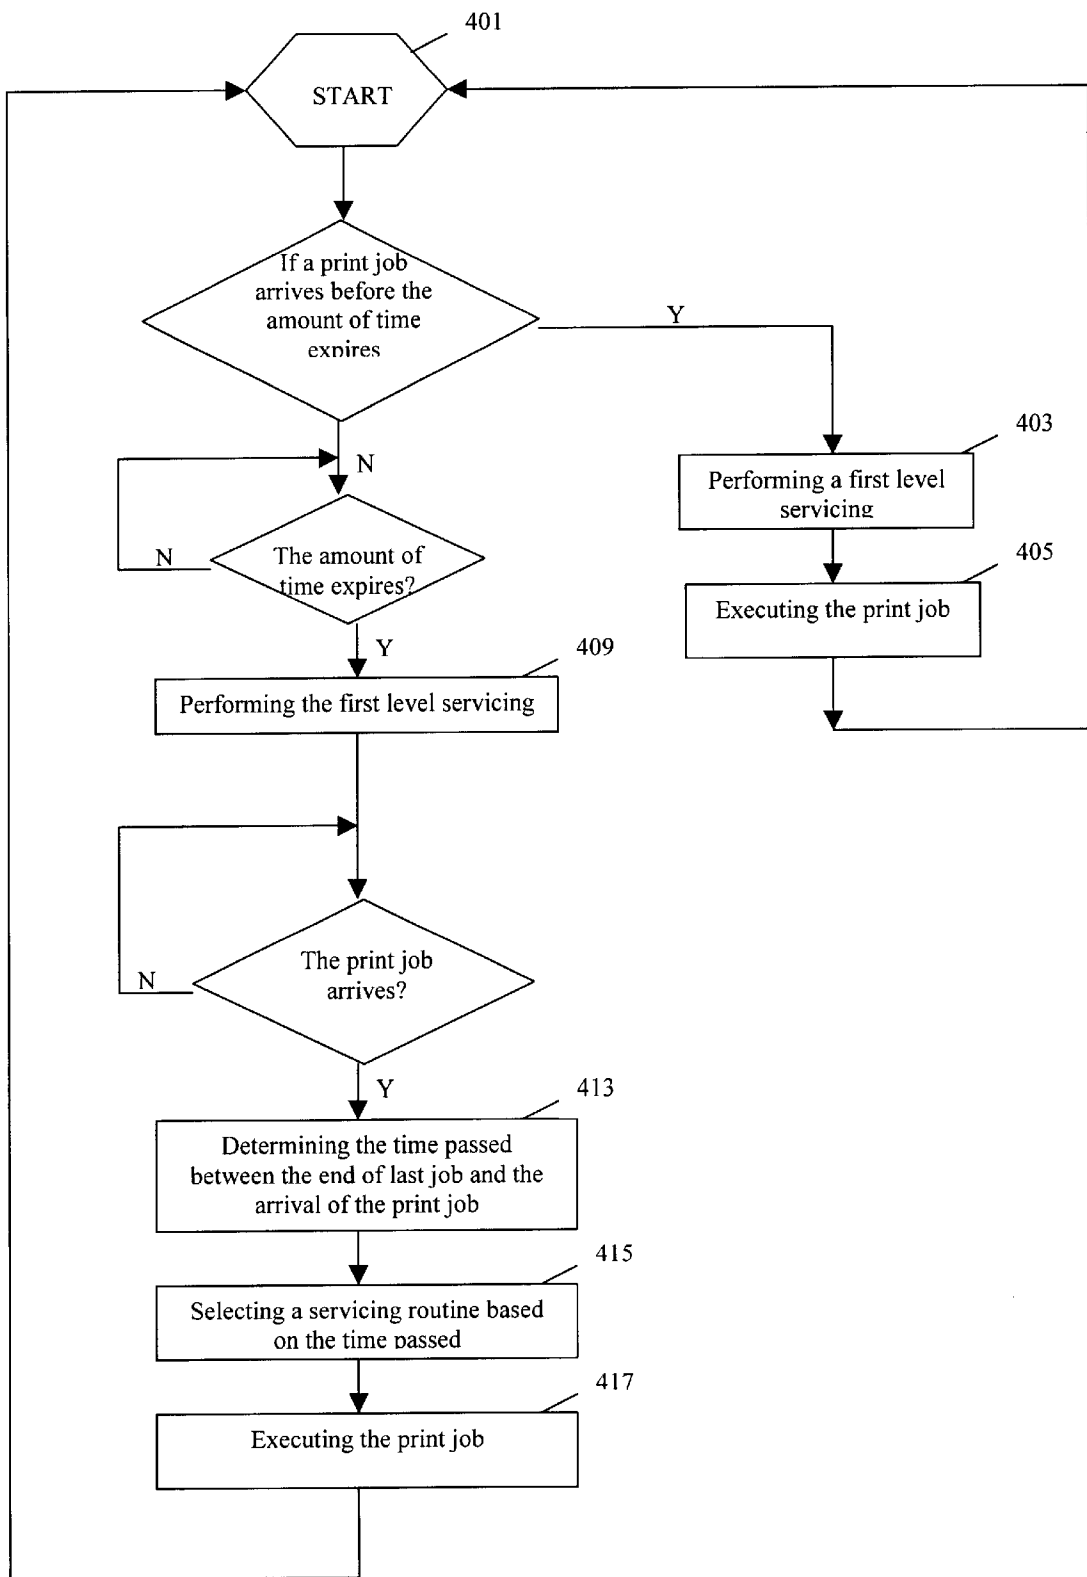 401
START
If a print job
arrives before the
amount of time
expires
Y
N
403
Performing a first level
servicing
N
The amount of
time expires?
405
Executing the print job
Y
409
Performing the first level servicing
The print job
arrives?
N
Y
413
Determining the time passed
between the end of last job and the
arrival of the print job
415
Selecting a servicing routine based
on the time passed
417
Executing the print job